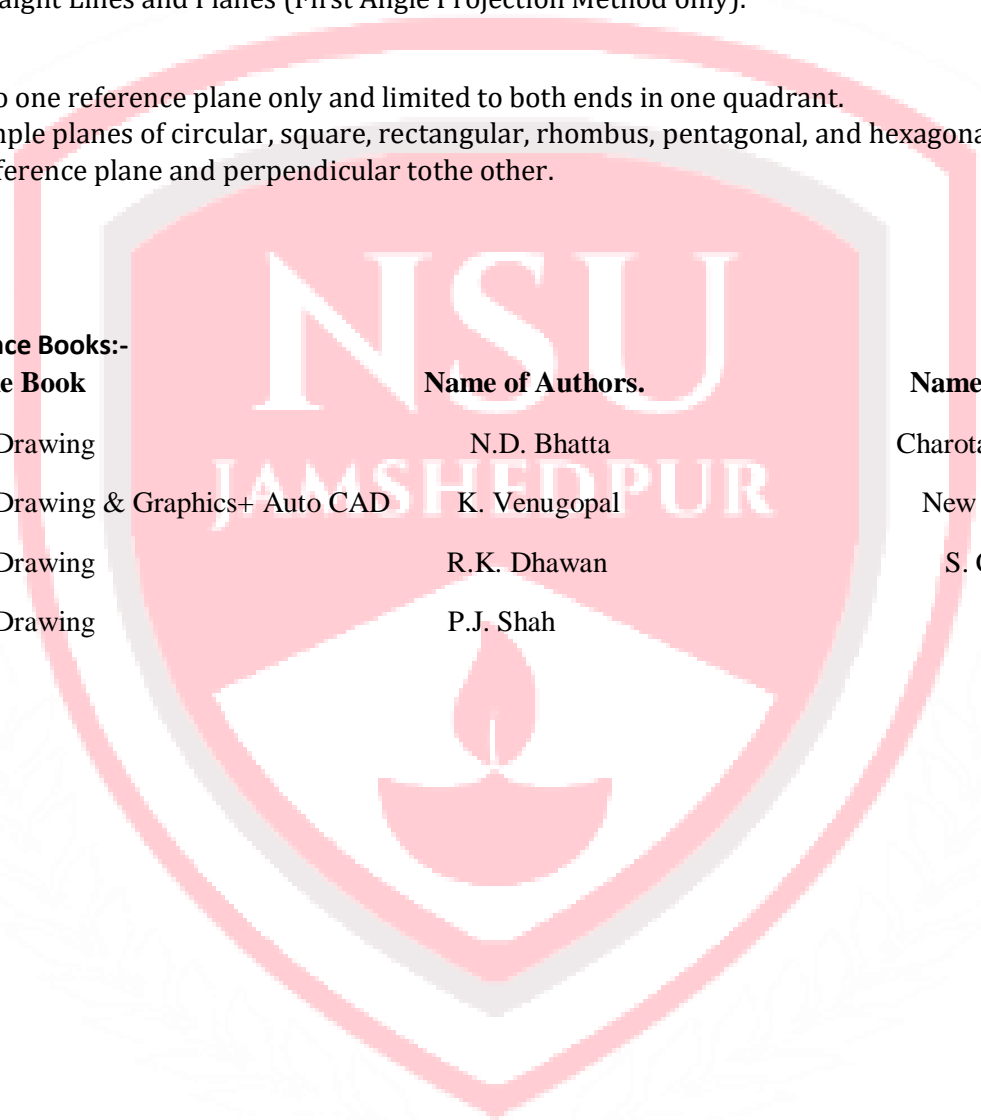 aight Lines and Planes (First Angle Projection Method only).
o one reference plane only and limited to both ends in one quadrant.
nple planes of circular, square, rectangular, rhombus, pentagonal, and hexagona
ference plane and perpendicular tothe other.
NSU
JAMSHEDPUR
nce Books:-
e Book Name of Authors. Name
Drawing N.D. Bhatta Charota
Drawing & Graphics+ Auto CAD K. Venugopal New
Drawing R.K. Dhawan S. C
Drawing P.J. Shah